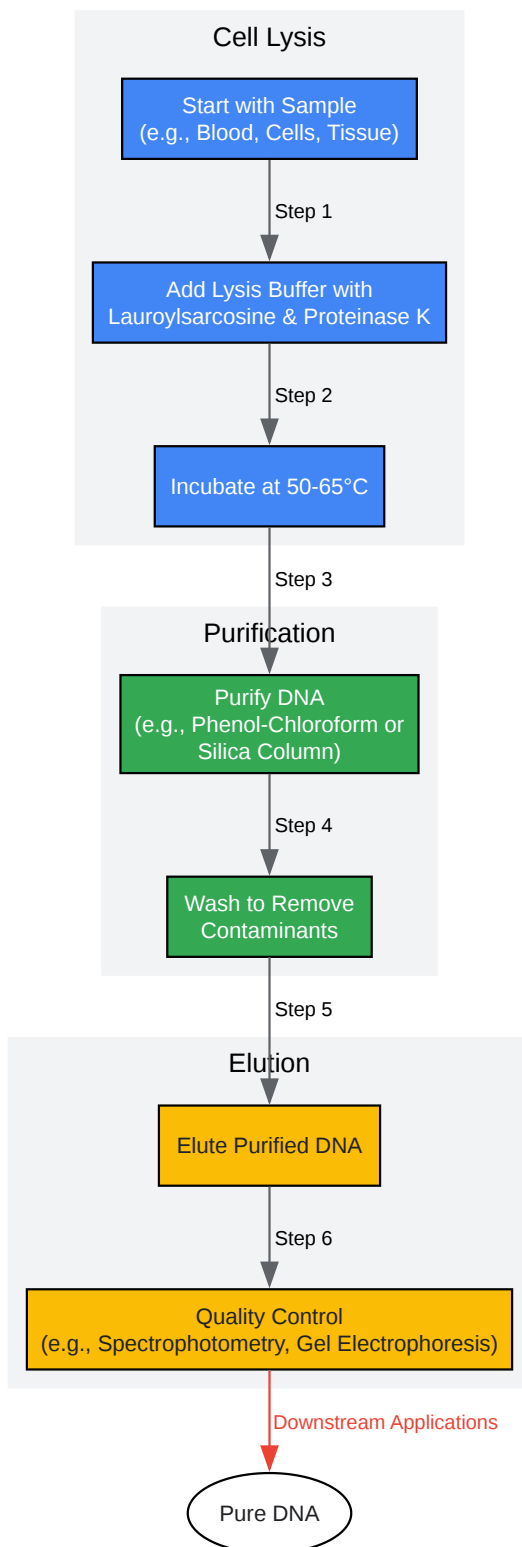 Cell Lysis
Start with Sample
(e.g., Blood, Cells, Tissue)
Step 1
Add Lysis Buffer with
Lauroylsarcosine & Proteinase K
Step 2
Incubate at 50-65°C
Step 3
Purification
Purify DNA
(e.g., Phenol-Chloroform or
Silica Column)
Step 4
Wash to Remove
Contaminants
Step 5
Elution
Elute Purified DNA
Step 6
Quality Control
(e.g., Spectrophotometry, Gel Electrophoresis)
Downstream Applications
Pure DNA